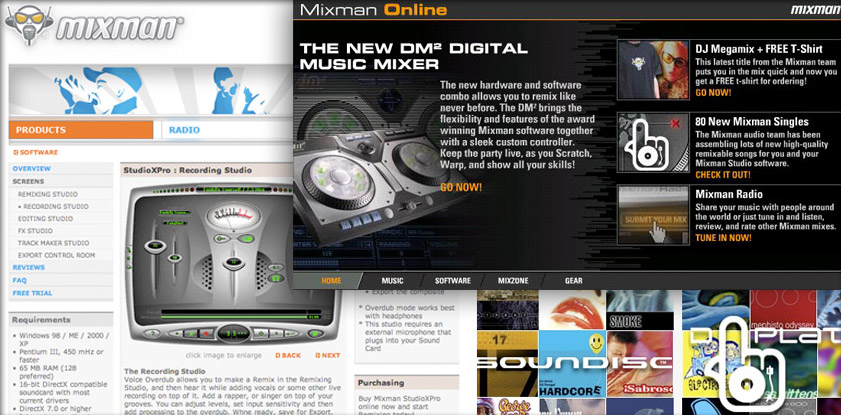 mixman®
PRODUCTS
RADIO
SOFTWARE
OVERVIEW
SCREENS
REMIXING STUDIO
• RECORDING STUDIO
EDITING STUDIO
FX STUDIO
TRACK MAKER STUDIO
EXPORT CONTROL ROOM
REVIEWS
FAQ
FREE TRIAL
Requirements
• Windows 98 / ME / 2000 /
XP
• Pentium III, 450 mHz or
faster
• 65 MB RAM (128
preferred)
• 16-bit DirectX compatible
soundcard with most
current drivers
• DirectX 7.0 or higher
StudioXPro : Recording Studio
click image to enlarge
BACK
NEXT
The Recording Studio
Voice Overdub allows you to make a Remix in the Remixing
Studio, and then hear it while adding vocals or some other live
recording on top of it. Add a rapper, or singer on top of your
grooves. You can adjust levels, set input sensitivity and then
add processing to the overdub. Whne ready, save for Export.
• Export the composite
• Overdub mode works best
with headphones
• This studio requires an
external microphone that
plugs into your Sound
Card
Purchasing
Buy Mixman StudioXPro
online now and start
Mixman Online
mixman
THE NEW DM² DIGITAL
MUSIC MIXER
The new hardware and software
combo allows you to remix like
never before. The DM² brings the
flexibility and features of the award
winning Mixman software together
with a sleek custom controller.
Keep the party live, as you Scratch,
Warp, and show all your skills!
GO NOW!
DJ Megamix + FREE T-Shirt
This latest title from the Mixman team
puts you in the mix quick and now you
get a FREE t-shirt for ordering!
GO NOW!
80 New Mixman Singles
The Mixman audio team has been
assembling lots of new high-quality
remixable songs for you and your
Mixman Studio software.
CHECK IT OUT!
SUBMIT YOUR MIX
Mixman Radio
Share your music with people around
the world or just tune in and listen,
review, and rate other Mixman mixes.
TUNE IN NOW!
HOME
MUSIC
SOFTWARE
MIXZONE
GEAR
SMOKE
17
SOUNDISC
HARDCORE
iSabrosc
mephisto odyssey
D PLAT